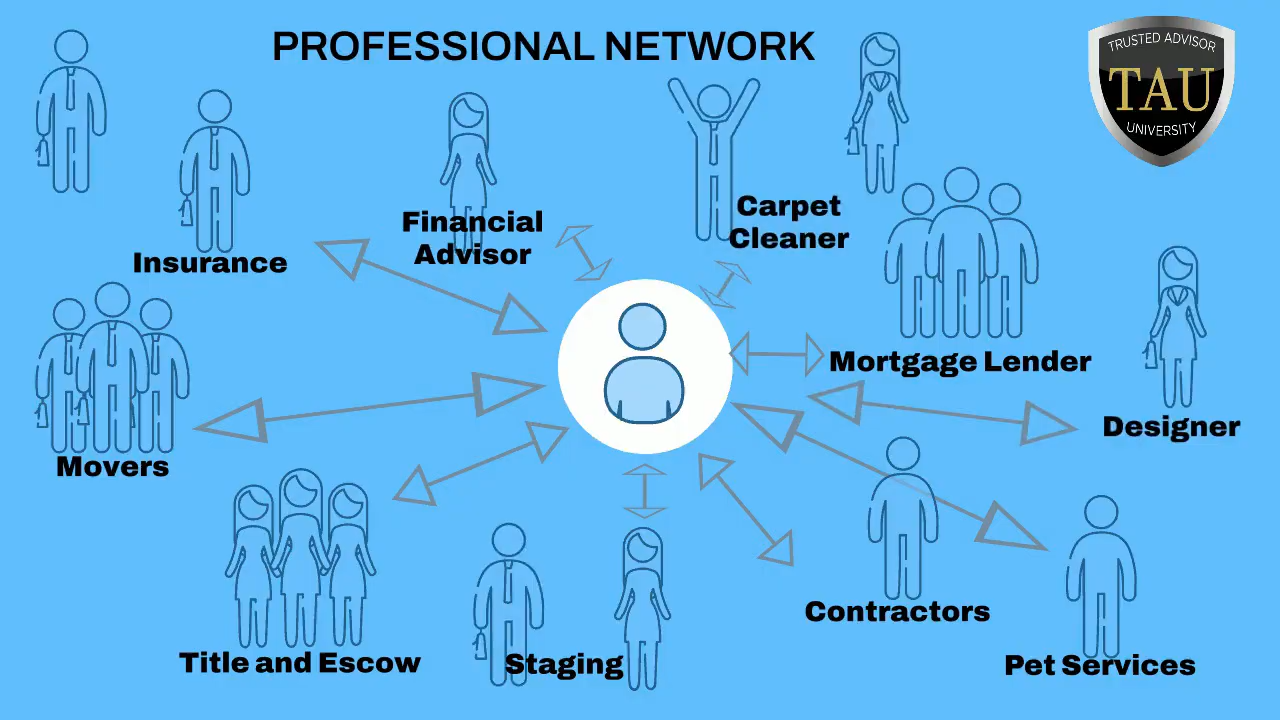 PROFESSIONAL NETWORK
TRUSTED ADVISOR
TAU
UNIVERSITY
Financial
Advisor
Carpet
Cleaner
Insurance
Mortgage Lender
Designer
Movers
Contractors
Title and Escow
Staging
Pet Services